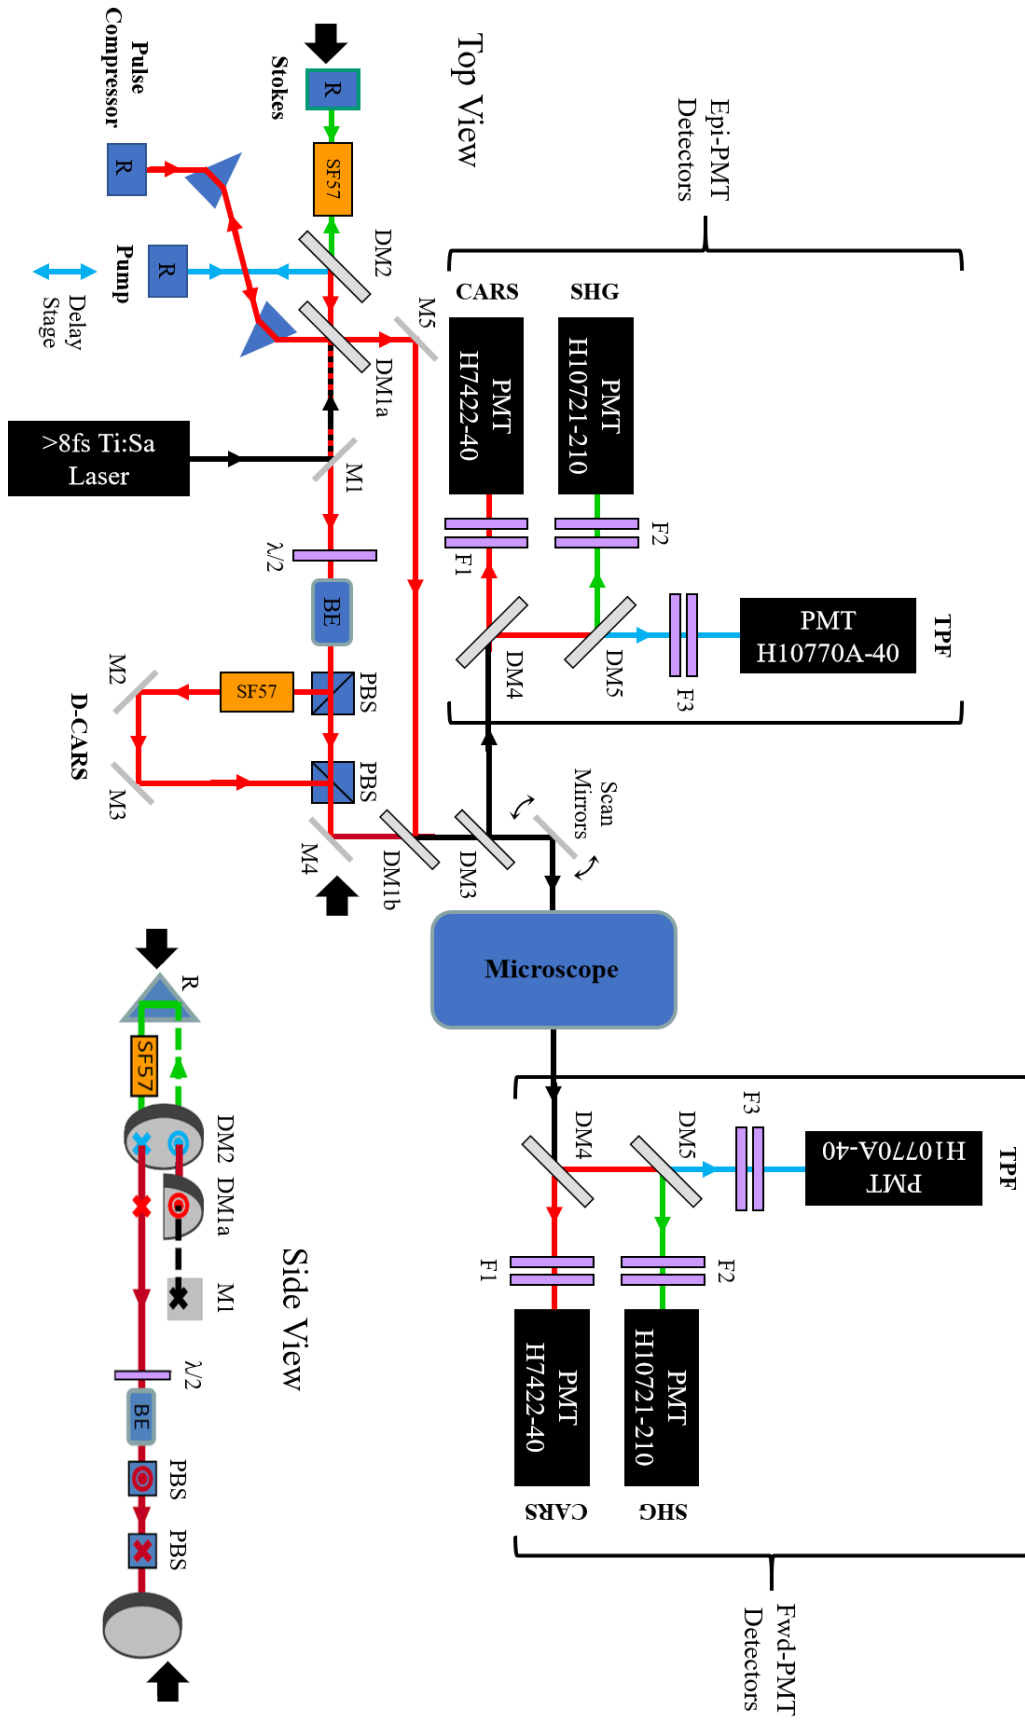 Top View
Stokes
R
SF57
Pulse
Compressor
R
Pump
R
Delay
Stage
DM2
DM1a
M5
>8fs Ti:Sa
Laser
M1
λ/2
BE
PBS
SF57
M2
D-CARS
M3
PBS
M4
DM1b
DM3
Scan
Mirrors
Epi-PMT
Detectors
CARS
PMT
H7422-40
F1
SHG
PMT
H10721-210
F2
DM4
DM5
F3
PMT
H10770A-40
TPF
Microscope
DM4
DM5
F3
PMT
H10770A-40
TPF
F1
PMT
H7422-40
CARS
F2
PMT
H10721-210
SHG
Fwd-PMT
Detectors
Side View
R
SF57
DM2
DM1a
M1
λ/2
BE
PBS
PBS